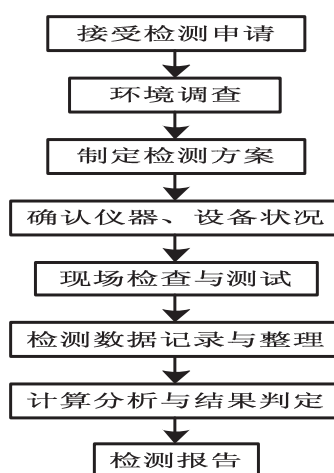 接受检测申请
环境调查
制定检测方案
确认仪器、设备状况
现场检查与测试
检测数据记录与整理
计算分析与结果判定
检测报告